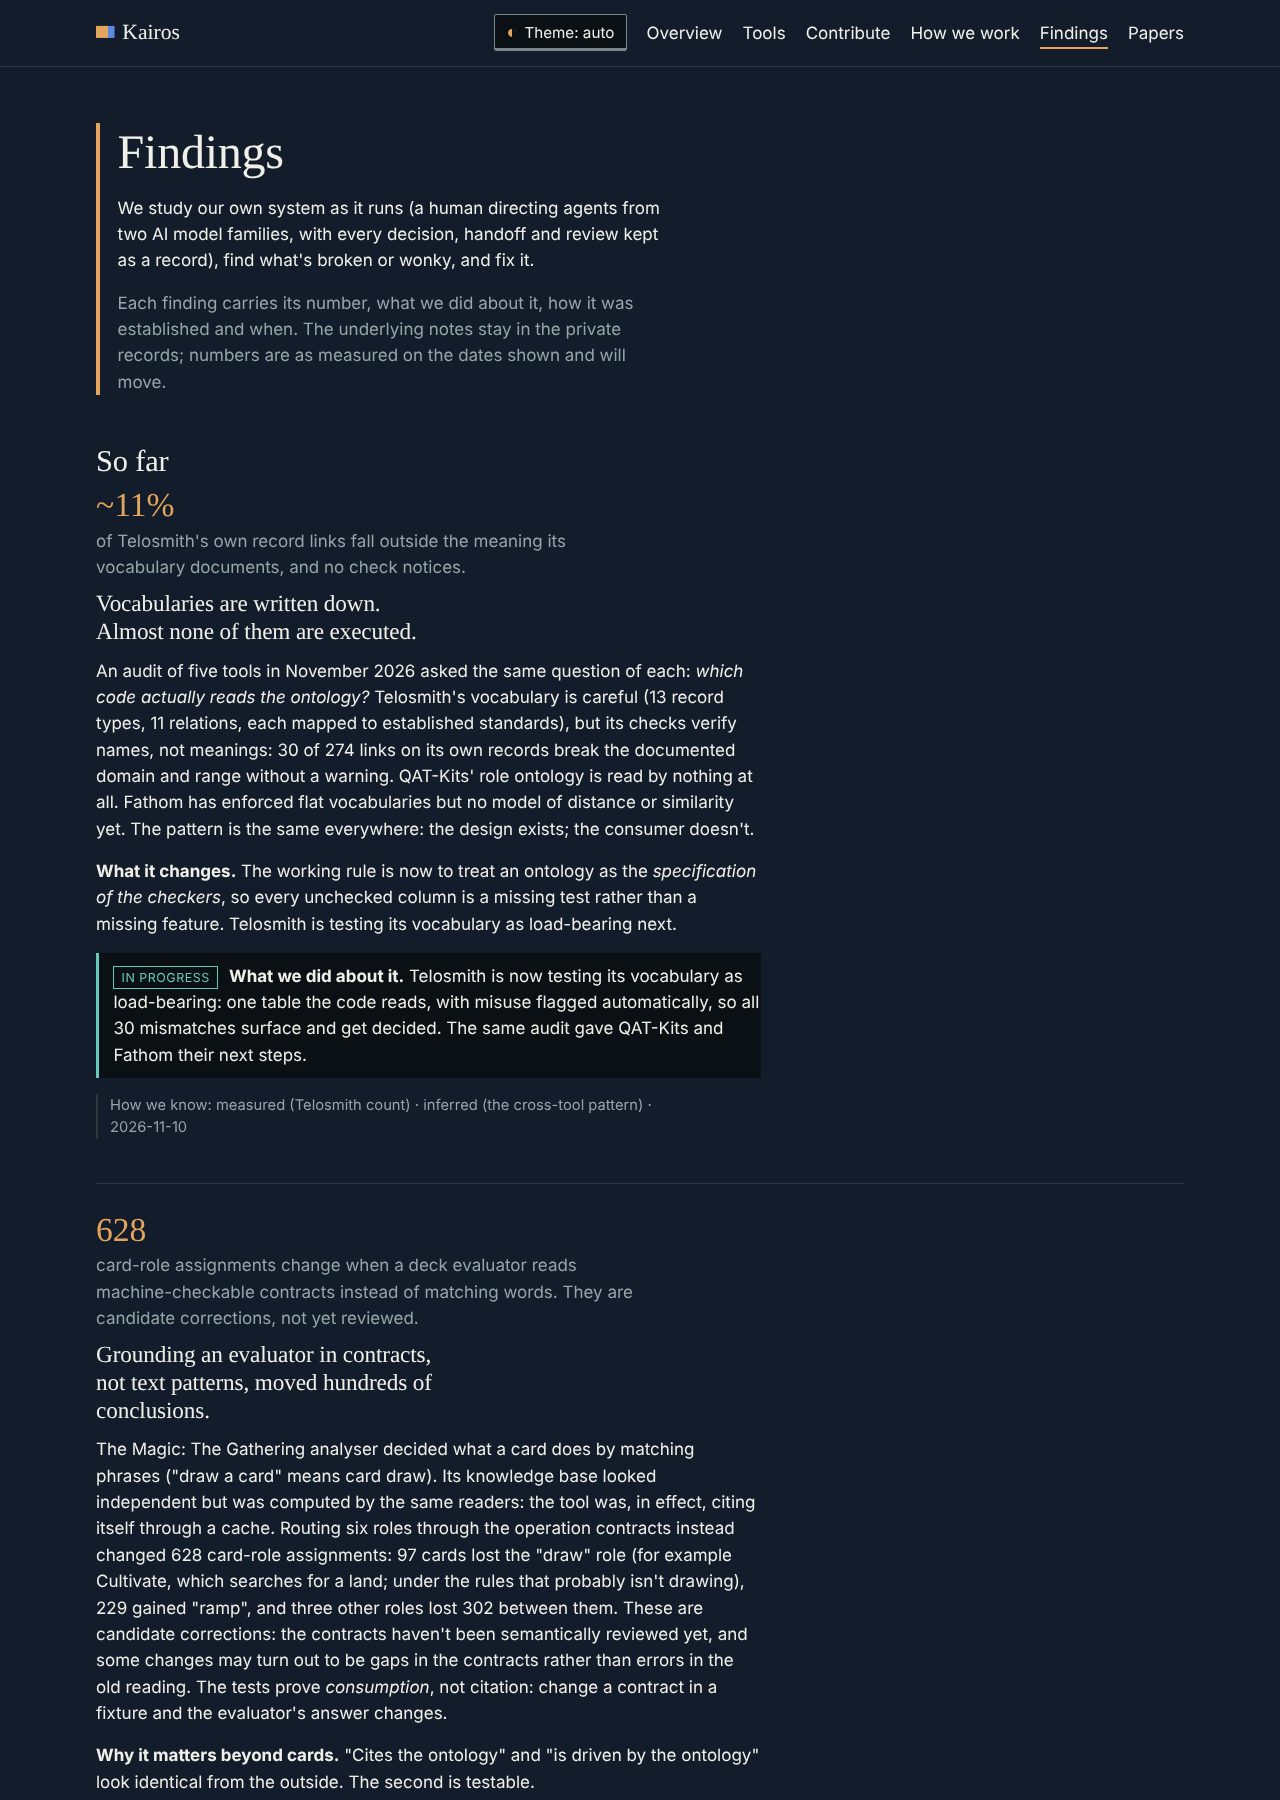 Kairos
Theme: auto
Overview
Tools
Contribute
How we work
Findings
Papers
Findings
We study our own system as it runs (a human directing agents from
two AI model families, with every decision, handoff and review kept
as a record), find what's broken or wonky, and fix it.
Each finding carries its number, what we did about it, how it was
established and when. The underlying notes stay in the private
records; numbers are as measured on the dates shown and will
move.
So far
~11%
of Telosmith's own record links fall outside the meaning its
vocabulary documents, and no check notices.
Vocabularies are written down.
Almost none of them are executed.
An audit of five tools in November 2026 asked the same question of each: which
code actually reads the ontology? Telosmith's vocabulary is careful (13 record
types, 11 relations, each mapped to established standards), but its checks verify
names, not meanings: 30 of 274 links on its own records break the documented
domain and range without a warning. QAT-Kits' role ontology is read by nothing at
all. Fathom has enforced flat vocabularies but no model of distance or similarity
yet. The pattern is the same everywhere: the design exists; the consumer doesn't.
What it changes. The working rule is now to treat an ontology as the specification
of the checkers, so every unchecked column is a missing test rather than a
missing feature. Telosmith is testing its vocabulary as load-bearing next.
IN PROGRESS What we did about it. Telosmith is now testing its vocabulary as
load-bearing: one table the code reads, with misuse flagged automatically, so all
30 mismatches surface and get decided. The same audit gave QAT-Kits and
Fathom their next steps.
How we know: measured (Telosmith count) · inferred (the cross-tool pattern) ·
2026-11-10
628
card-role assignments change when a deck evaluator reads
machine-checkable contracts instead of matching words. They are
candidate corrections, not yet reviewed.
Grounding an evaluator in contracts,
not text patterns, moved hundreds of
conclusions.
The Magic: The Gathering analyser decided what a card does by matching
phrases ("draw a card" means card draw). Its knowledge base looked
independent but was computed by the same readers: the tool was, in effect, citing
itself through a cache. Routing six roles through the operation contracts instead
changed 628 card-role assignments: 97 cards lost the "draw" role (for example
Cultivate, which searches for a land; under the rules that probably isn't drawing),
229 gained "ramp", and three other roles lost 302 between them. These are
candidate corrections: the contracts haven't been semantically reviewed yet, and
some changes may turn out to be gaps in the contracts rather than errors in the
old reading. The tests prove consumption, not citation: change a contract in a
fixture and the evaluator's answer changes.
Why it matters beyond cards. "Cites the ontology" and "is driven by the ontology"
look identical from the outside. The second is testable.